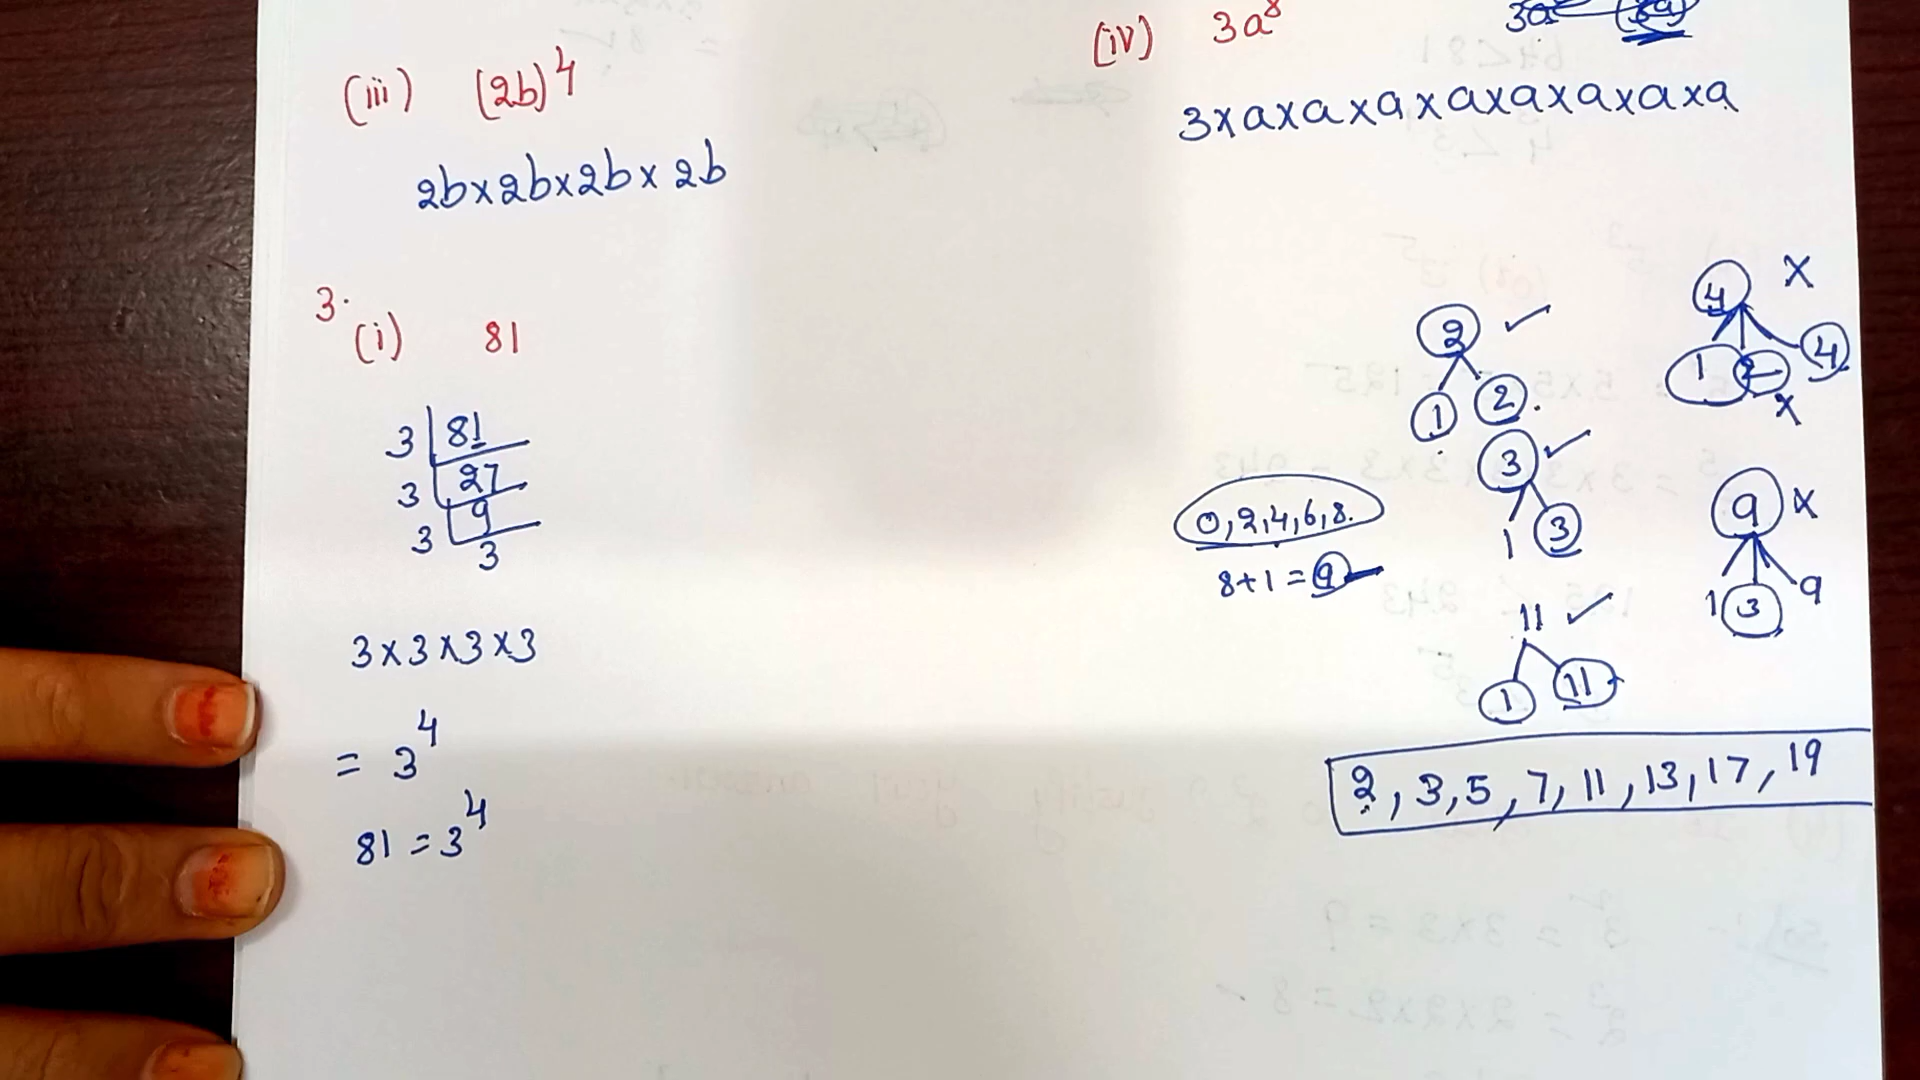 (iii) (2b)⁴
2b×2b×2b×2b
(iv) 3a⁸
3×a×a×a×a×a×a×a×a
3.
(i) 81
3 | 81
3 | 27
3 | 9
3
3×3×3×3
= 3⁴
81 = 3⁴
2 ✓
1 2.
4 ×
1 2 4
×
3 ✓
1 3
0,2,4,6,8.
8+1=9
9 ×
1 3 9
11 ✓
1 11
2, 3, 5, 7, 11, 13, 17, 19